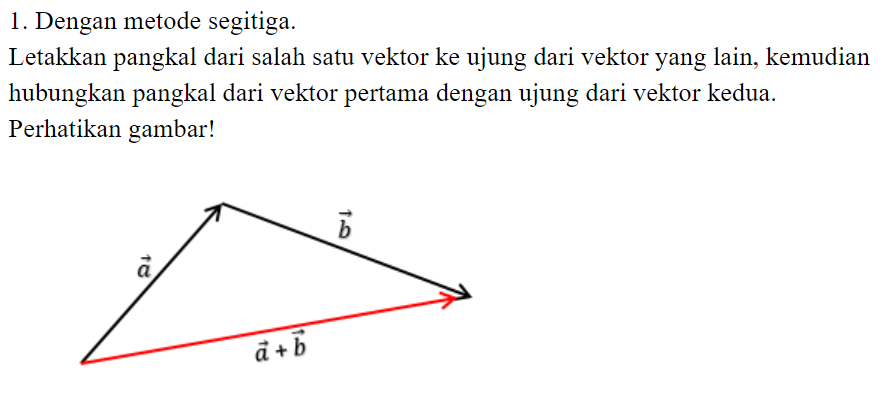 1. Dengan metode segitiga.
Letakkan pangkal dari salah satu vektor ke ujung dari vektor yang lain, kemudian
hubungkan pangkal dari vektor pertama dengan ujung dari vektor kedua.
Perhatikan gambar!
b⃗
a⃗
a⃗ + b⃗